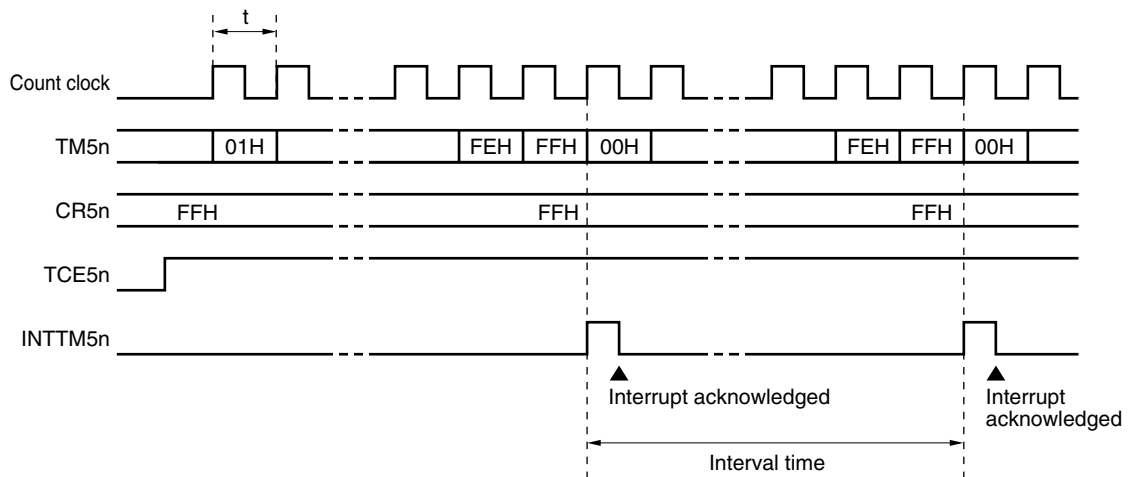 t
Count clock
TM5n 01H FEH FFH 00H FEH FFH 00H
CR5n FFH FFH FFH
TCE5n
INTTM5n
Interrupt acknowledged
Interrupt
acknowledged
Interval time